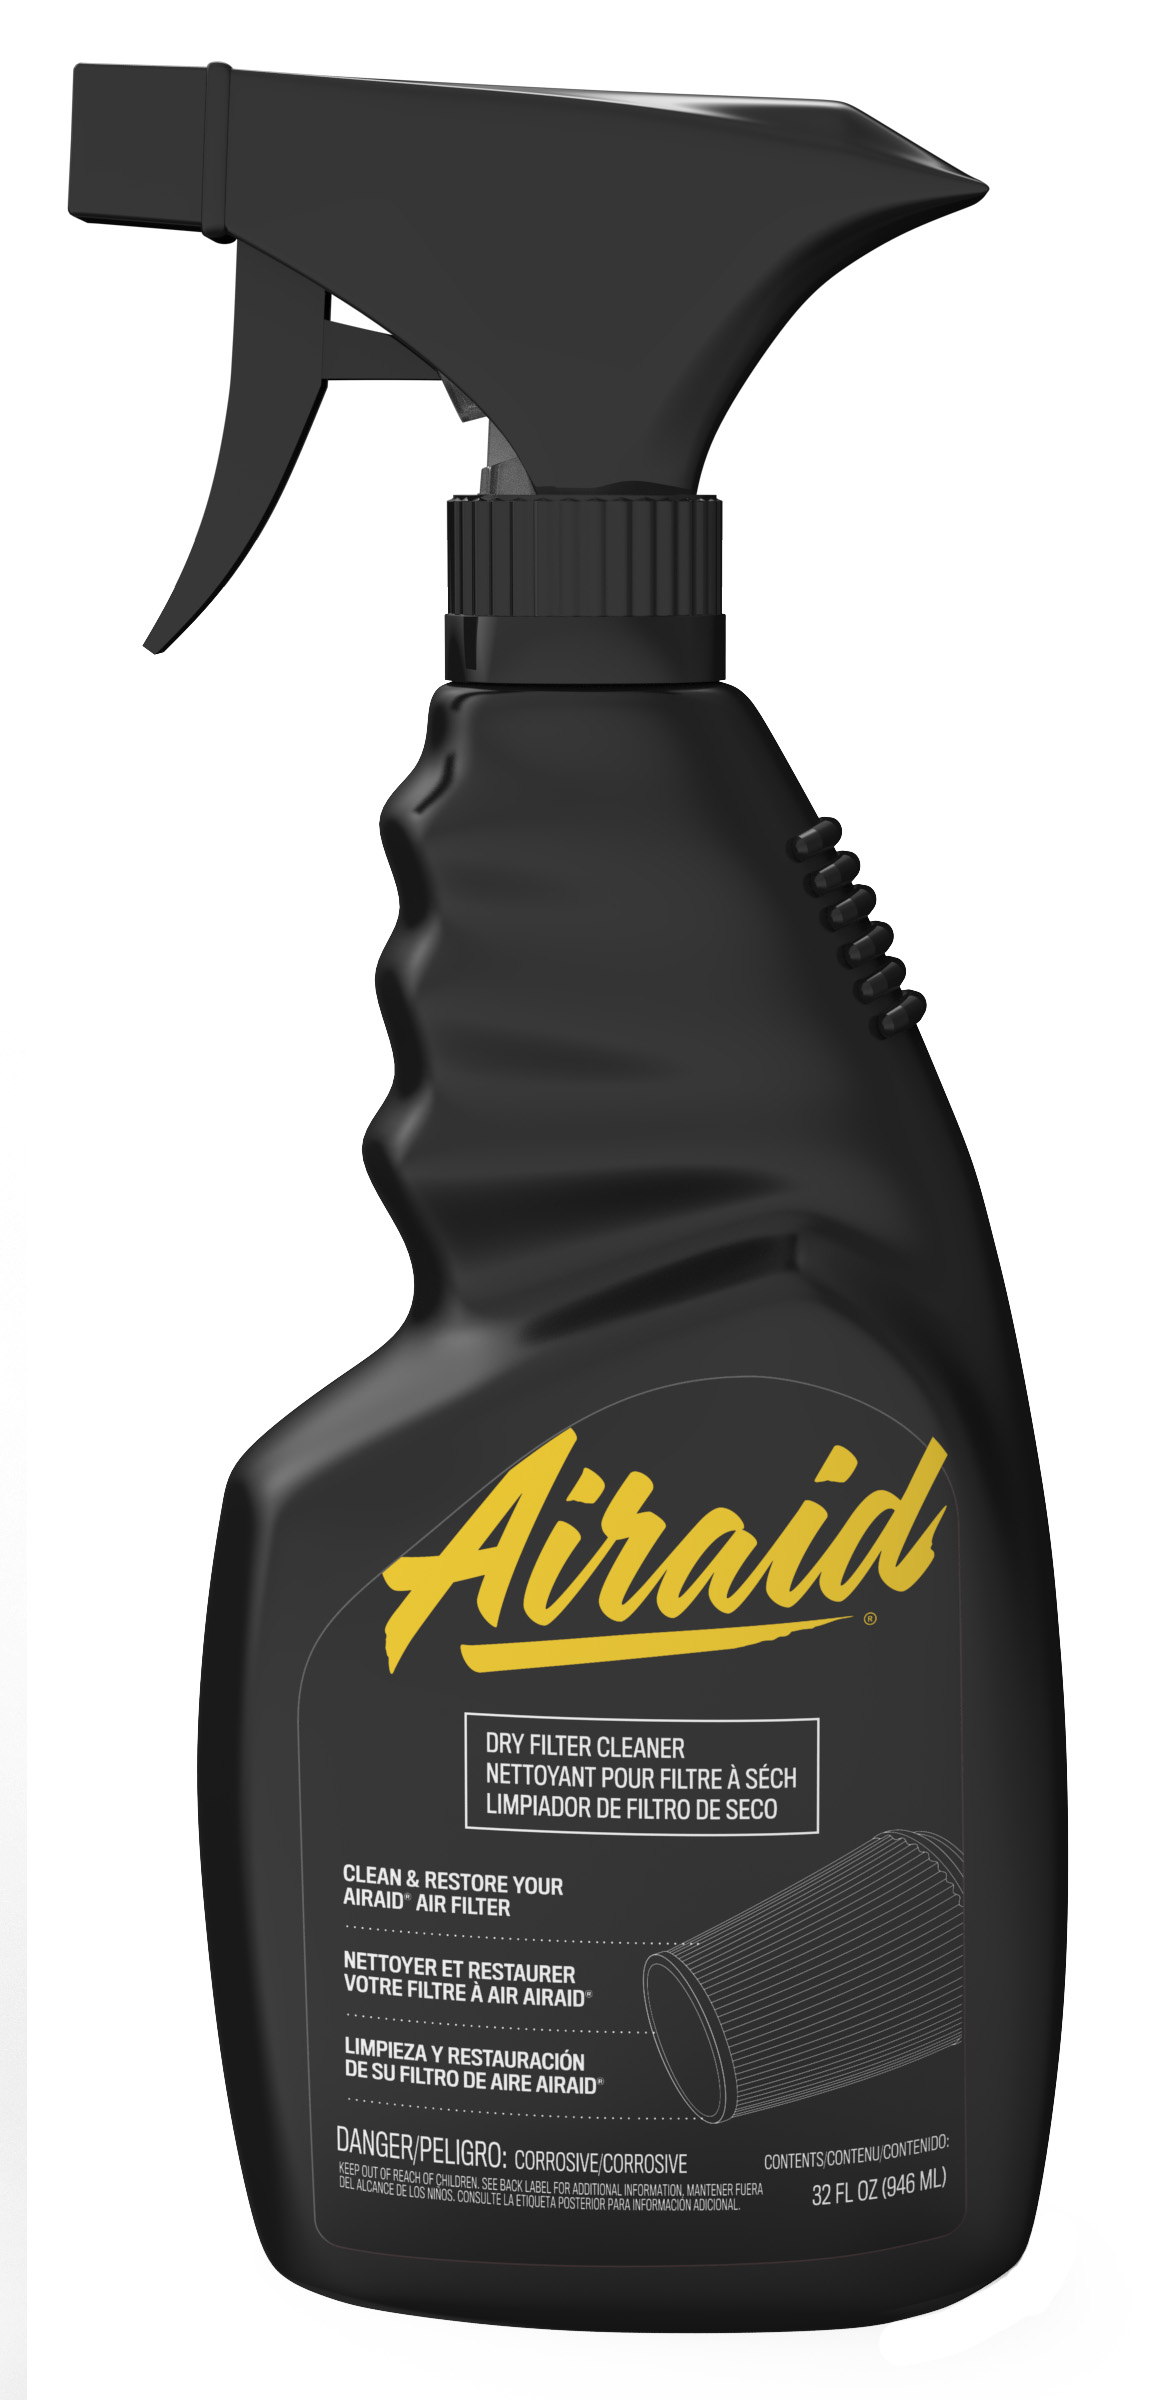 Airaid®
DRY FILTER CLEANER
NETTOYANT POUR FILTRE À SÉCH
LIMPIADOR DE FILTRO DE SECO
CLEAN & RESTORE YOUR
AIRAID® AIR FILTER
NETTOYER ET RESTAURER
VOTRE FILTRE À AIR AIRAID®
LIMPIEZA Y RESTAURACIÓN
DE SU FILTRO DE AIRE AIRAID®
DANGER/PELIGRO: CORROSIVE/CORROSIVE
KEEP OUT OF REACH OF CHILDREN. SEE BACK LABEL FOR ADDITIONAL INFORMATION. MANTENER FUERA
DEL ALCANCE DE LOS NIÑOS. CONSULTE LA ETIQUETA POSTERIOR PARA INFORMACIÓN ADICIONAL.
CONTENTS/CONTENU/CONTENIDO:
32 FL OZ (946 ML)